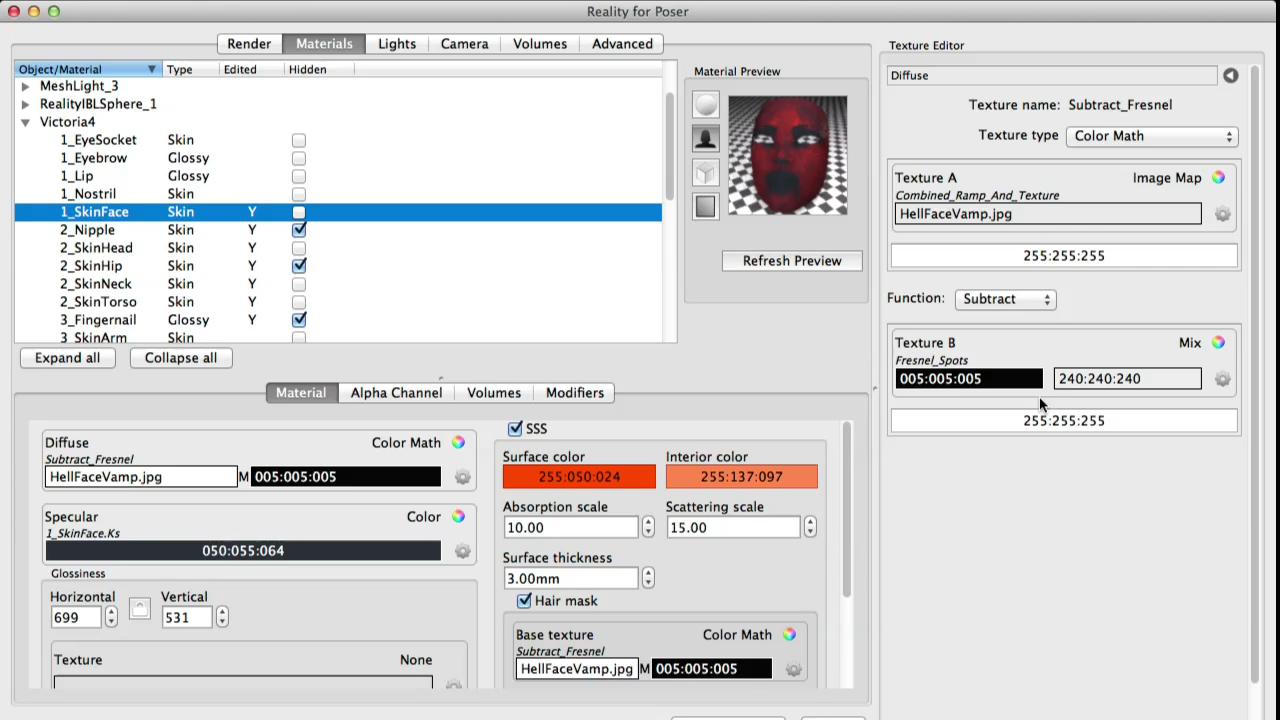 Reality for Poser
Render Materials Lights Camera Volumes Advanced
Object/Material Type Edited Hidden
MeshLight_3
RealityIBLSphere_1
Victoria4
1_EyeSocket Skin
1_Eyebrow Glossy
1_Lip Glossy
1_Nostril Skin
1_SkinFace Skin Y
2_Nipple Skin Y
2_SkinHead Skin Y
2_SkinHip Skin Y
2_SkinNeck Skin Y
2_SkinTorso Skin Y
3_Fingernail Glossy Y
3_SkinArm Skin
Expand all Collapse all
Material Preview
Refresh Preview
Material Alpha Channel Volumes Modifiers
Diffuse Color Math
Subtract_Fresnel
HellFaceVamp.jpg M 005:005:005
Specular Color
1_SkinFace.Ks
050:055:064
Glossiness
Horizontal Vertical
699 531
Texture None
SSS
Surface color Interior color
255:050:024 255:137:097
Absorption scale Scattering scale
10.00 15.00
Surface thickness
3.00mm
Hair mask
Base texture Color Math
Subtract_Fresnel
HellFaceVamp.jpg M 005:005:005
Texture Editor
Diffuse
Texture name: Subtract_Fresnel
Texture type Color Math
Texture A Image Map
Combined_Ramp_And_Texture
HellFaceVamp.jpg
255:255:255
Function: Subtract
Texture B Mix
Fresnel_Spots
005:005:005 240:240:240
255:255:255